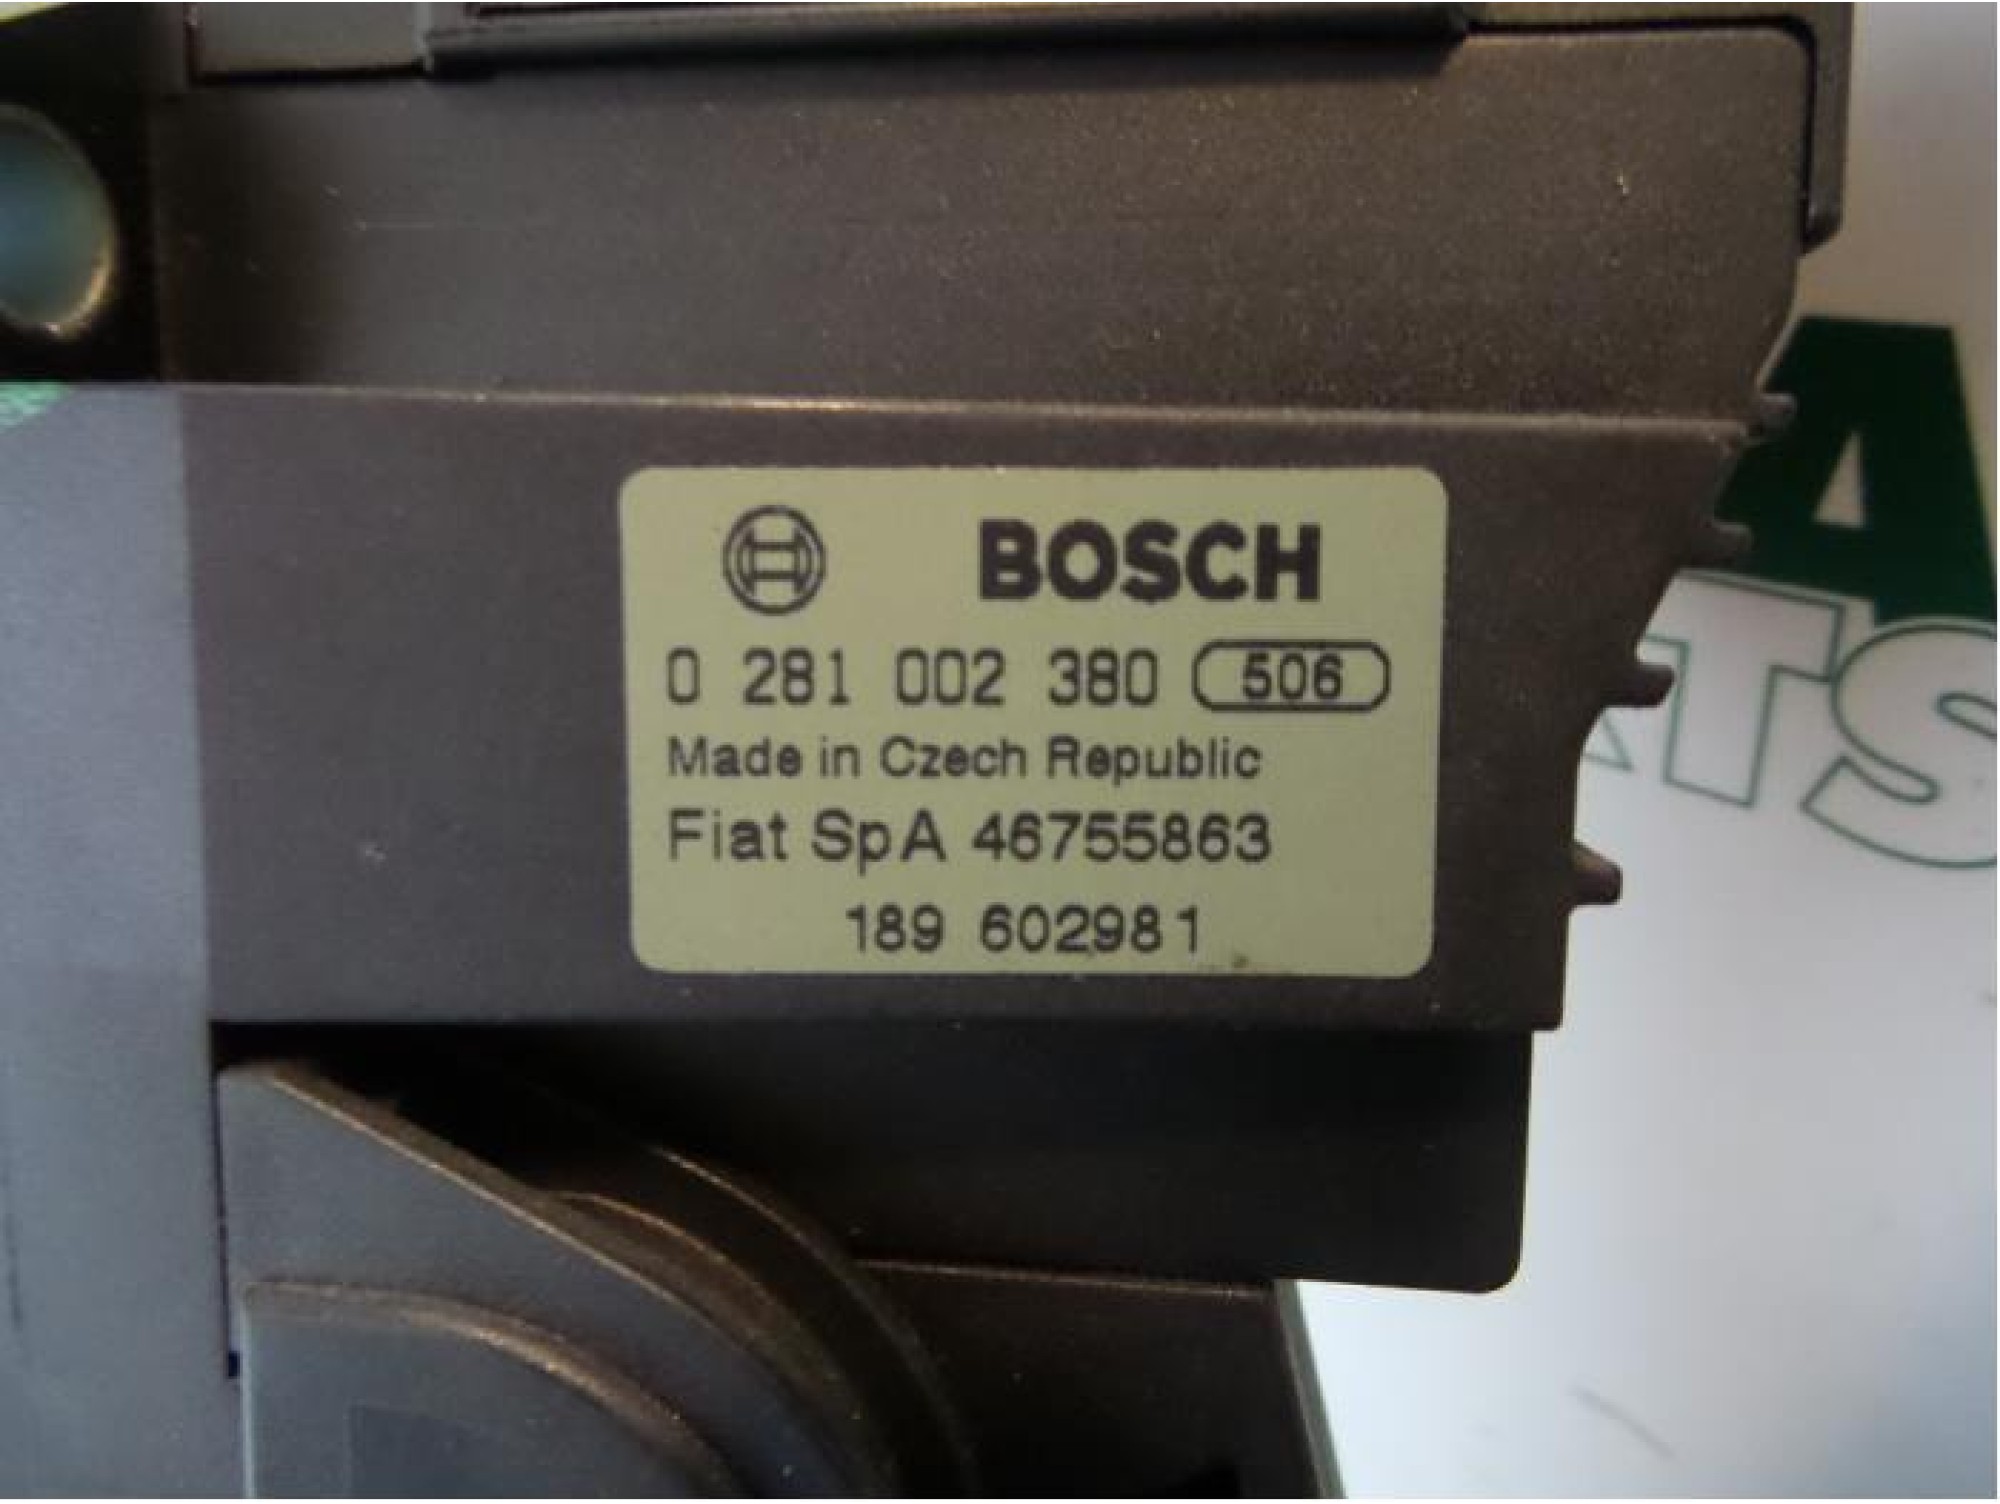 BOSCH
0 281 002 380 506
Made in Czech Republic
Fiat SpA 46755863
189 602981